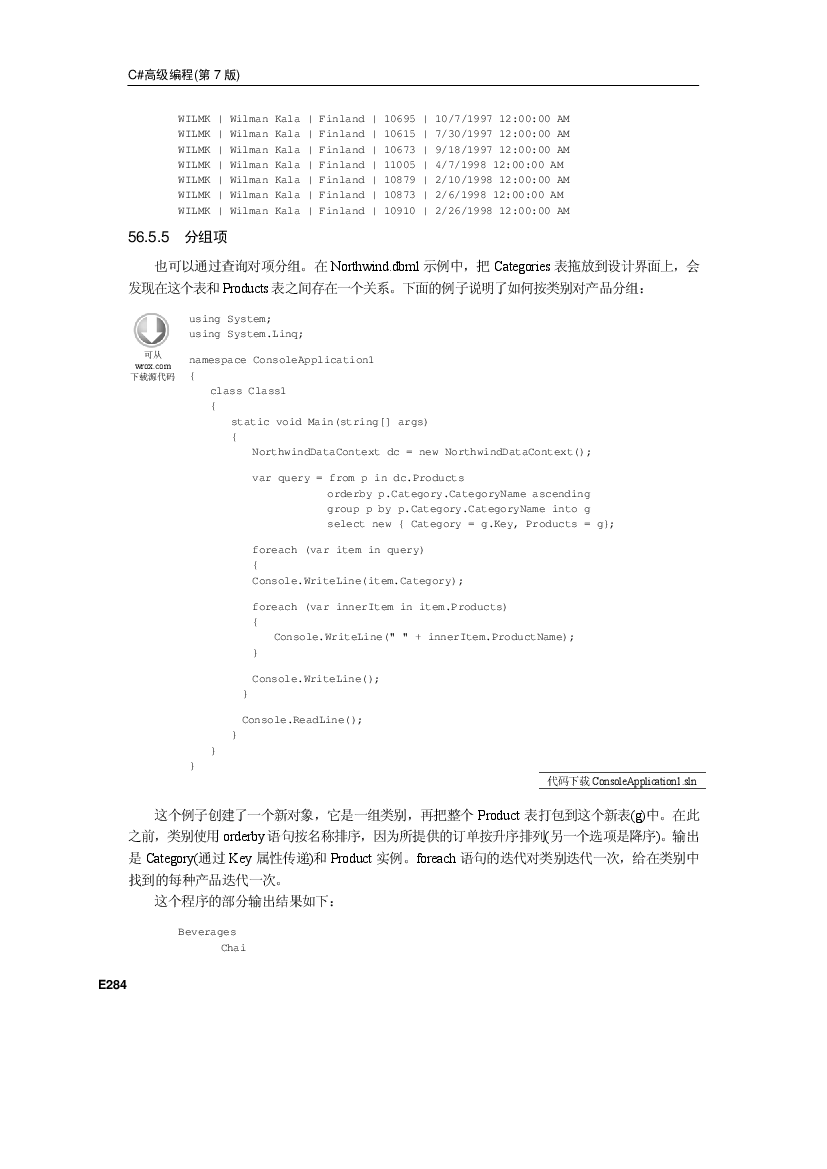 C#高级编程(第 7 版)
WILMK | Wilman Kala | Finland | 10695 | 10/7/1997 12:00:00 AM
WILMK | Wilman Kala | Finland | 10615 | 7/30/1997 12:00:00 AM
WILMK | Wilman Kala | Finland | 10673 | 9/18/1997 12:00:00 AM
WILMK | Wilman Kala | Finland | 11005 | 4/7/1998 12:00:00 AM
WILMK | Wilman Kala | Finland | 10879 | 2/10/1998 12:00:00 AM
WILMK | Wilman Kala | Finland | 10873 | 2/6/1998 12:00:00 AM
WILMK | Wilman Kala | Finland | 10910 | 2/26/1998 12:00:00 AM
56.5.5 分组项
也可以通过查询对项分组。在 Northwind.dbml 示例中，把 Categories 表拖放到设计界面上，会
发现在这个表和 Products 表之间存在一个关系。下面的例子说明了如何按类别对产品分组：
可从
wrox.com
下载源代码
using System;
using System.Linq;
namespace ConsoleApplication1
{
class Class1
{
static void Main(string[] args)
{
NorthwindDataContext dc = new NorthwindDataContext();
var query = from p in dc.Products
orderby p.Category.CategoryName ascending
group p by p.Category.CategoryName into g
select new { Category = g.Key, Products = g};
foreach (var item in query)
{
Console.WriteLine(item.Category);
foreach (var innerItem in item.Products)
{
Console.WriteLine(" " + innerItem.ProductName);
}
Console.WriteLine();
}
Console.ReadLine();
}
}
}
代码下载 ConsoleApplication1.sln
这个例子创建了一个新对象，它是一组类别，再把整个 Product 表打包到这个新表(g)中。在此
之前，类别使用 orderby 语句按名称排序，因为所提供的订单按升序排列(另一个选项是降序)。输出
是 Category(通过 Key 属性传递)和 Product 实例。foreach 语句的迭代对类别迭代一次，给在类别中
找到的每种产品迭代一次。
这个程序的部分输出结果如下：
Beverages
Chai
E284